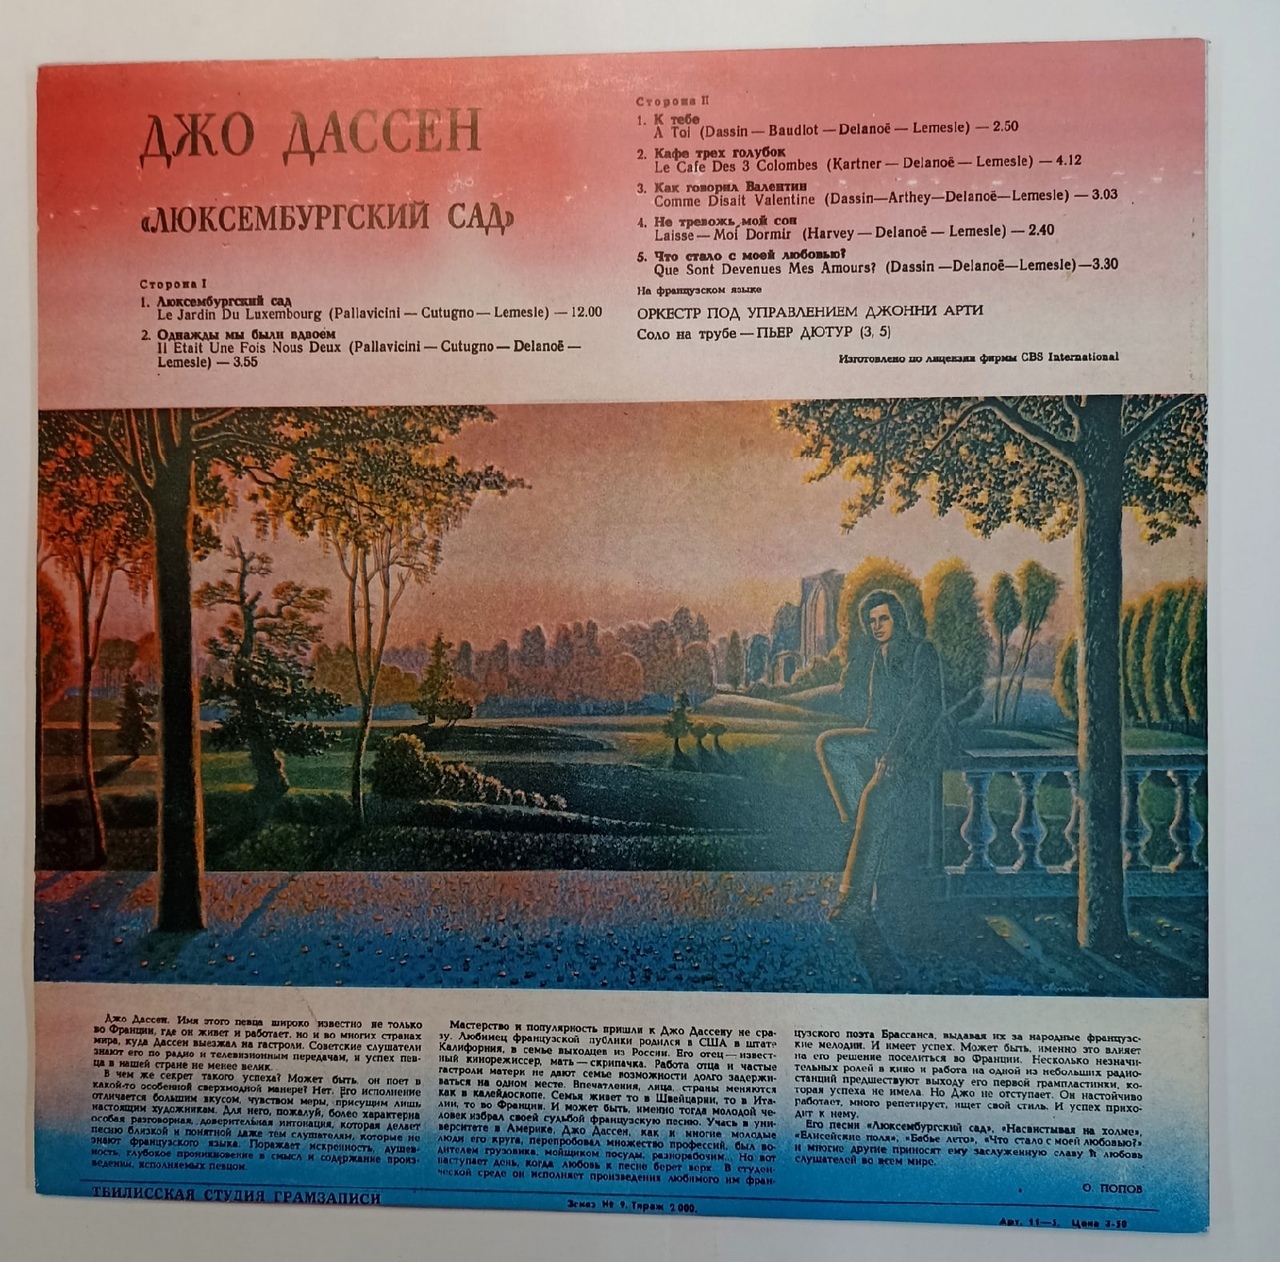 ДЖО ДАССЕН
«ЛЮКСЕМБУРГСКИЙ САД»
Сторона I
1. Люксембургский сад
Le Jardin Du Luxembourg (Pallavicini — Cutugno — Lemesle) — 12.00
2. Однажды мы были вдвоем
Il Etait Une Fois Nous Deux (Pallavicini — Cutugno — Delanoë —
Lemesle) — 3.55
Сторона II
1. К тебе
A Toi (Dassin — Baudlot — Delanoë — Lemesle) — 2.50
2. Кафе трех голубок
Le Cafe Des 3 Colombes (Kartner — Delanoë — Lemesle) — 4.12
3. Как говорил Валентин
Comme Disait Valentine (Dassin—Arthey—Delanoë—Lemesle) — 3.03
4. Не тревожь мой сон
Laisse — Moi Dormir (Harvey — Delanoë — Lemesle) — 2.40
5. Что стало с моей любовью?
Que Sont Devenues Mes Amours? (Dassin —Delanoë—Lemesle)—3.30
На французском языке
ОРКЕСТР ПОД УПРАВЛЕНИЕМ ДЖОННИ АРТИ
Соло на трубе — ПЬЕР ДЮТУР (3, 5)
Изготовлено по лицензии фирмы CBS International
Джо Дассен. Имя этого певца широко известно не только
во Франции, где он живет и работает, но и во многих странах
мира, куда Дассен выезжал на гастроли. Советские слушатели
знают его по радио и телевизионным передачам, и успех пев-
ца в нашей стране не менее велик.
В чем же секрет такого успеха? Может быть, он поет в
какой-то особенной сверхмодной манере? Нет. Его исполнение
отличается большим вкусом, чувством меры, присущим лишь
настоящим художникам. Для него, пожалуй, более характерна
особая разговорная, доверительная интонация, которая делает
песню близкой и понятной даже тем слушателям, которые не
знают французского языка. Поражает искренность, душев-
ность, глубокое проникновение в смысл и содержание произ-
ведения, исполняемых певцом.
Мастерство и популярность пришли к Джо Дассену не сра-
зу. Любимец французской публики родился в США в штате
Калифорния, в семье выходцев из России. Его отец — извест-
ный кинорежиссер, мать — скрипачка. Работа отца и частые
гастроли матери не дают семье возможности долго задержи-
ваться на одном месте. Впечатления, лица, страны меняются
как в калейдоскопе. Семья живет то в Швейцарии, то в Ита-
лии, то во Франции. И может быть, именно тогда молодой че-
ловек избрал своей судьбой французскую песню. Учась в уни-
верситете в Америке, Джо Дассен, как и многие молодые
люди его круга, перепробовал множество профессий, был во-
дителем грузовика, мойщиком посуды, разнорабочим... Но вот
наступает день, когда любовь к песне берет верх. В студен-
ческой среде он исполняет произведения любимого им фран-
цузского поэта Брассанса, выдавая их за народные француз-
кие мелодии. И имеет успех. Может быть, именно это влияет
на его решение поселиться во Франции. Несколько незначи-
тельных ролей в кино и работа на одной из небольших радио-
станций предшествуют выходу его первой грампластинки, ко-
торая успеха не имела. Но Джо не отступает. Он настойчиво
работает, много репетирует, ищет свой стиль. И успех прихо-
дит к нему.
Его песни «Люксембургский сад», «Насвистывая на холме»,
«Елисейские поля», «Бабье лето», «Что стало с моей любовью?»
и многие другие приносят ему заслуженную славу и любовь
слушателей во всем мире.
О. ПОПОВ
ТБИЛИССКАЯ СТУДИЯ ГРАМЗАПИСИ
Заказ № 9. Тираж 2 000.
Арт. 11—5. Цена 3-50